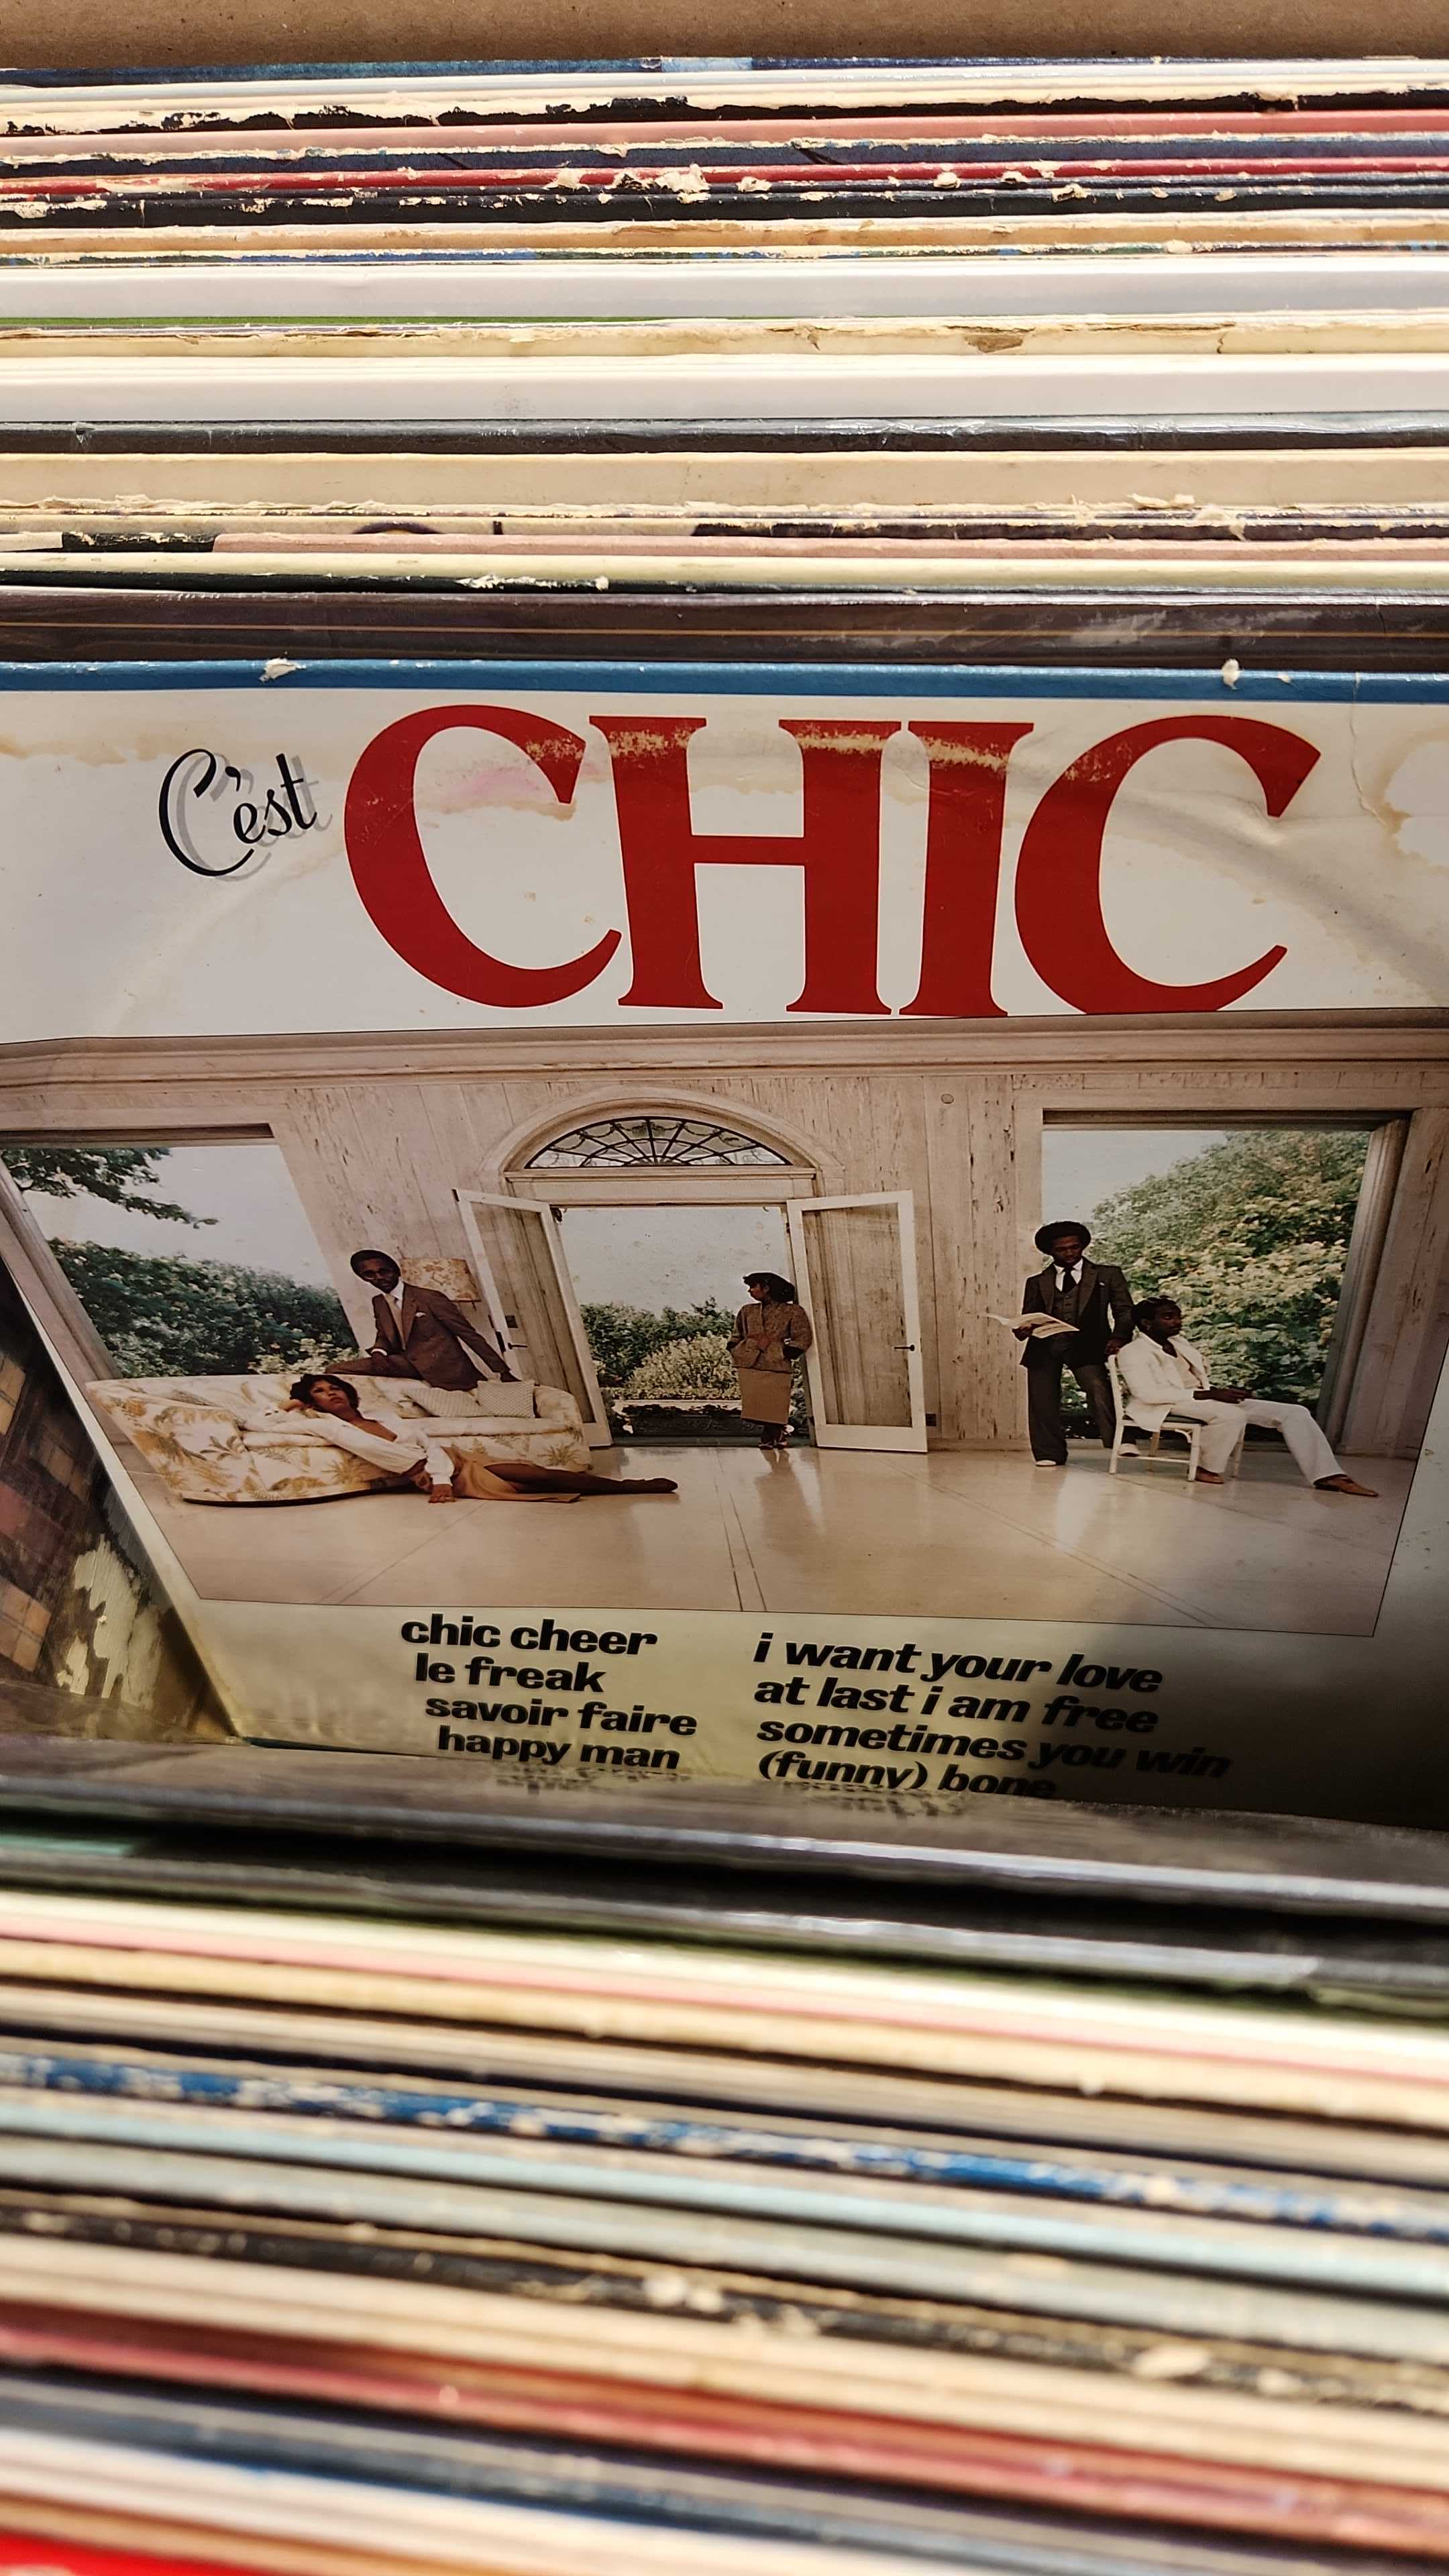 C'est CHIC
chic cheer
le freak
savoir faire
happy man
i want your love
at last i am free
sometimes you win
(funny) bone